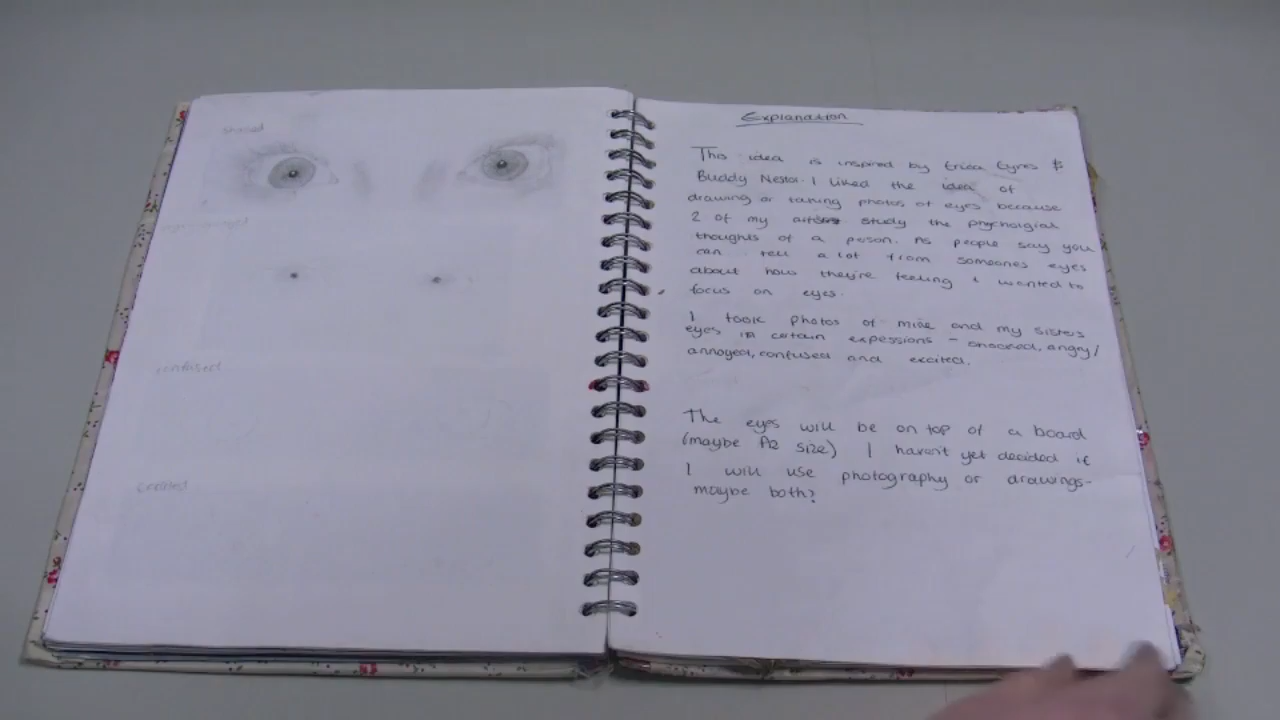 shocked
confused
excited
Explanation
This idea is inspired by Erica Eyres &
Buddy Nestor. I liked the idea of
drawing or taking photos of eyes because
2 of my artists study the psycholgial
thoughts of a person. As people say you
can tell a lot from someones eyes
about how they're feeling I wanted to
focus on eyes.
I took photos of mine and my sisters
eyes in certain expessions - shocked, angry/
annoyed, confused and excited.
The eyes will be on top of a board
(maybe A2 size) I haven't yet decided if
I will use photography or drawings-
maybe both?